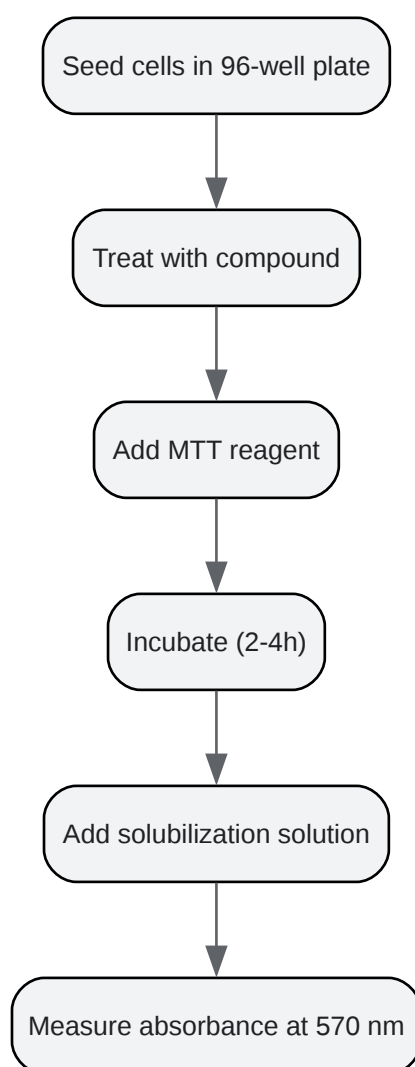 Seed cells in 96-well plate
Treat with compound
Add MTT reagent
Incubate (2-4h)
Add solubilization solution
Measure absorbance at 570 nm